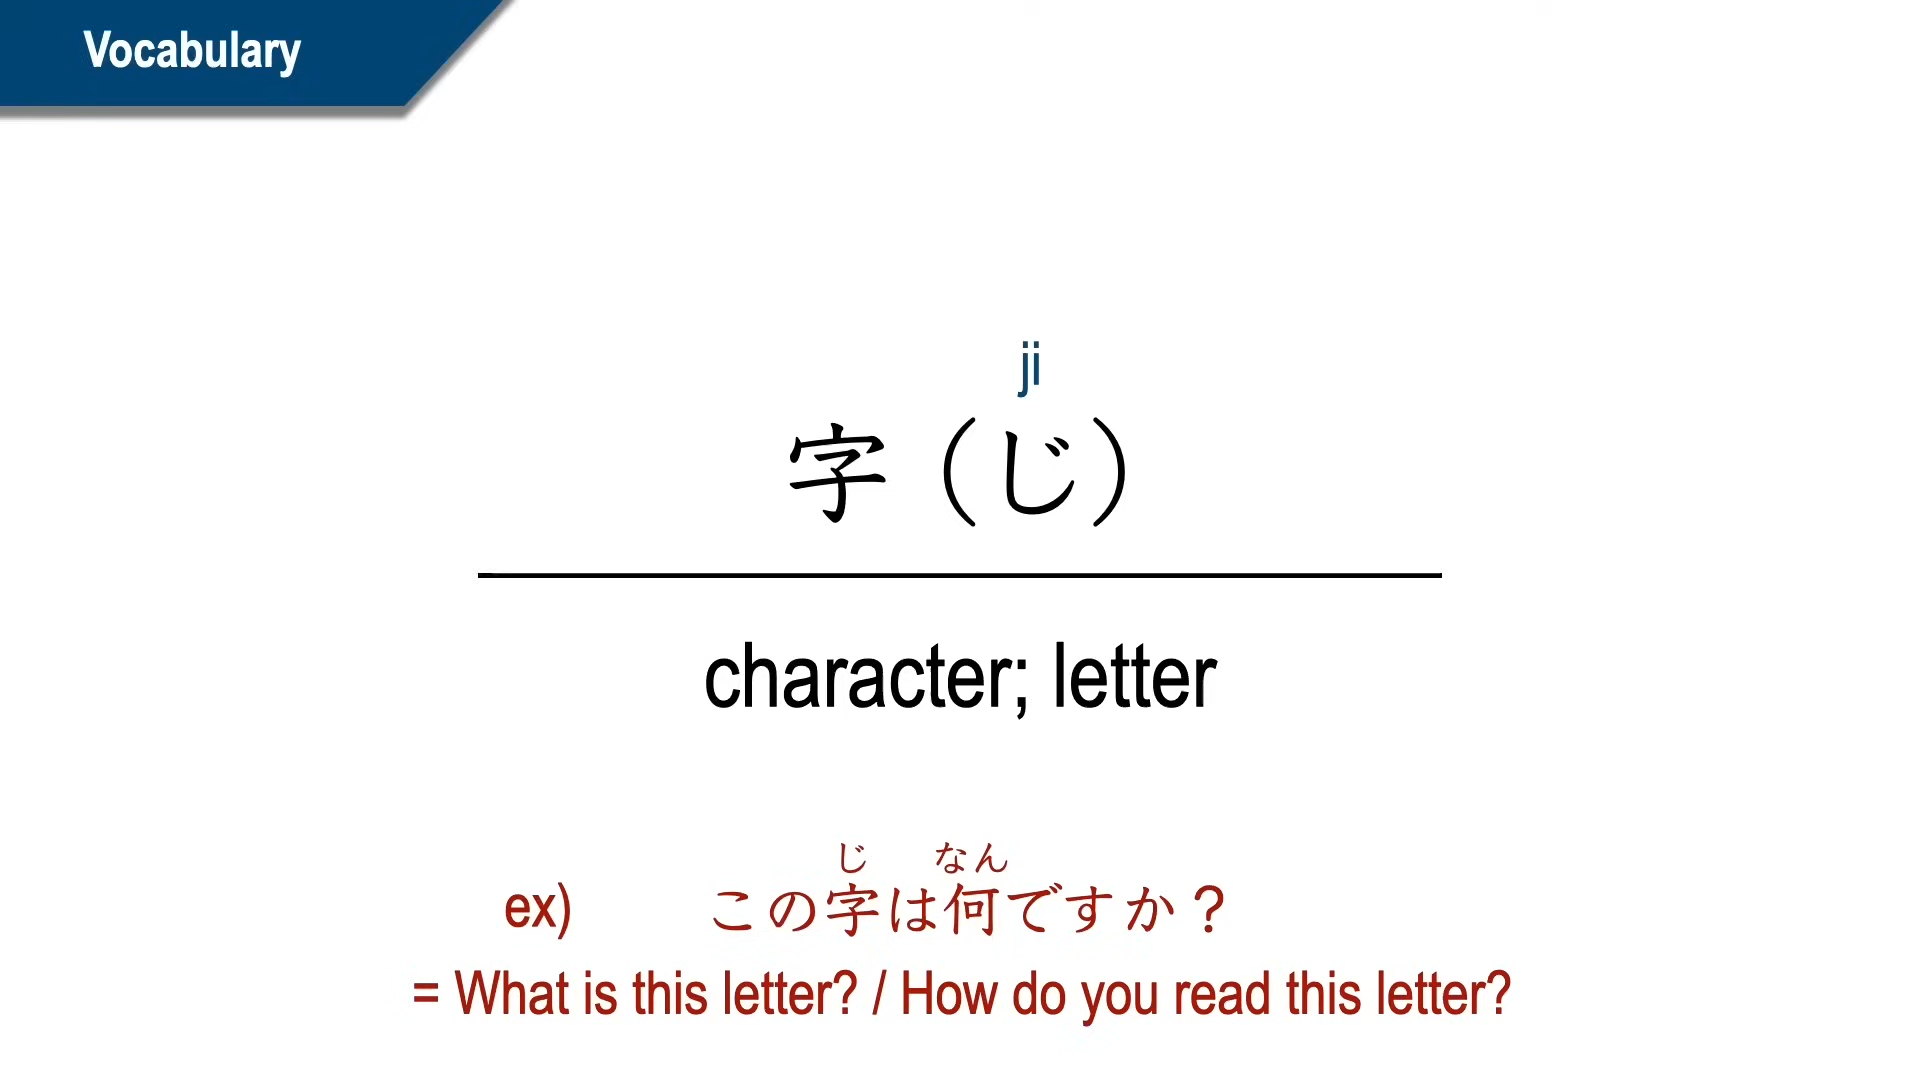 Vocabulary
ji
字（じ）
character; letter
じ なん
ex) この字は何ですか？
= What is this letter? / How do you read this letter?